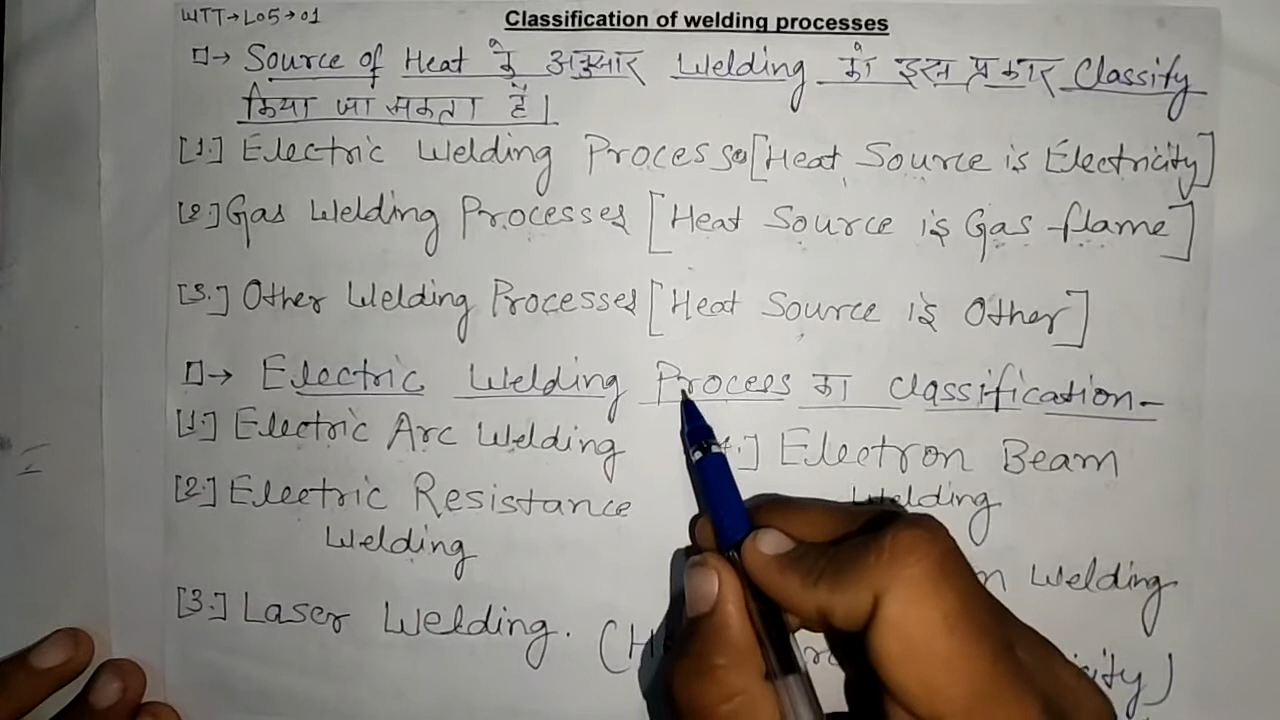 WTT→L05→01
Classification of welding processes
□→ Source of Heat के अनुसार Welding को इस प्रकार Classify
किया जा सकता है।
[1.] Electric Welding Process [Heat Source is Electricity]
[2.] Gas Welding Processes [Heat Source is Gas flame]
[3.] Other Welding Processes [Heat Source is Other]
□→ Electric Welding Process का classification-
[1.] Electric Arc Welding
[2.] Electric Resistance
Welding
[3.] Laser Welding.
4.] Electron Beam
Welding
Welding